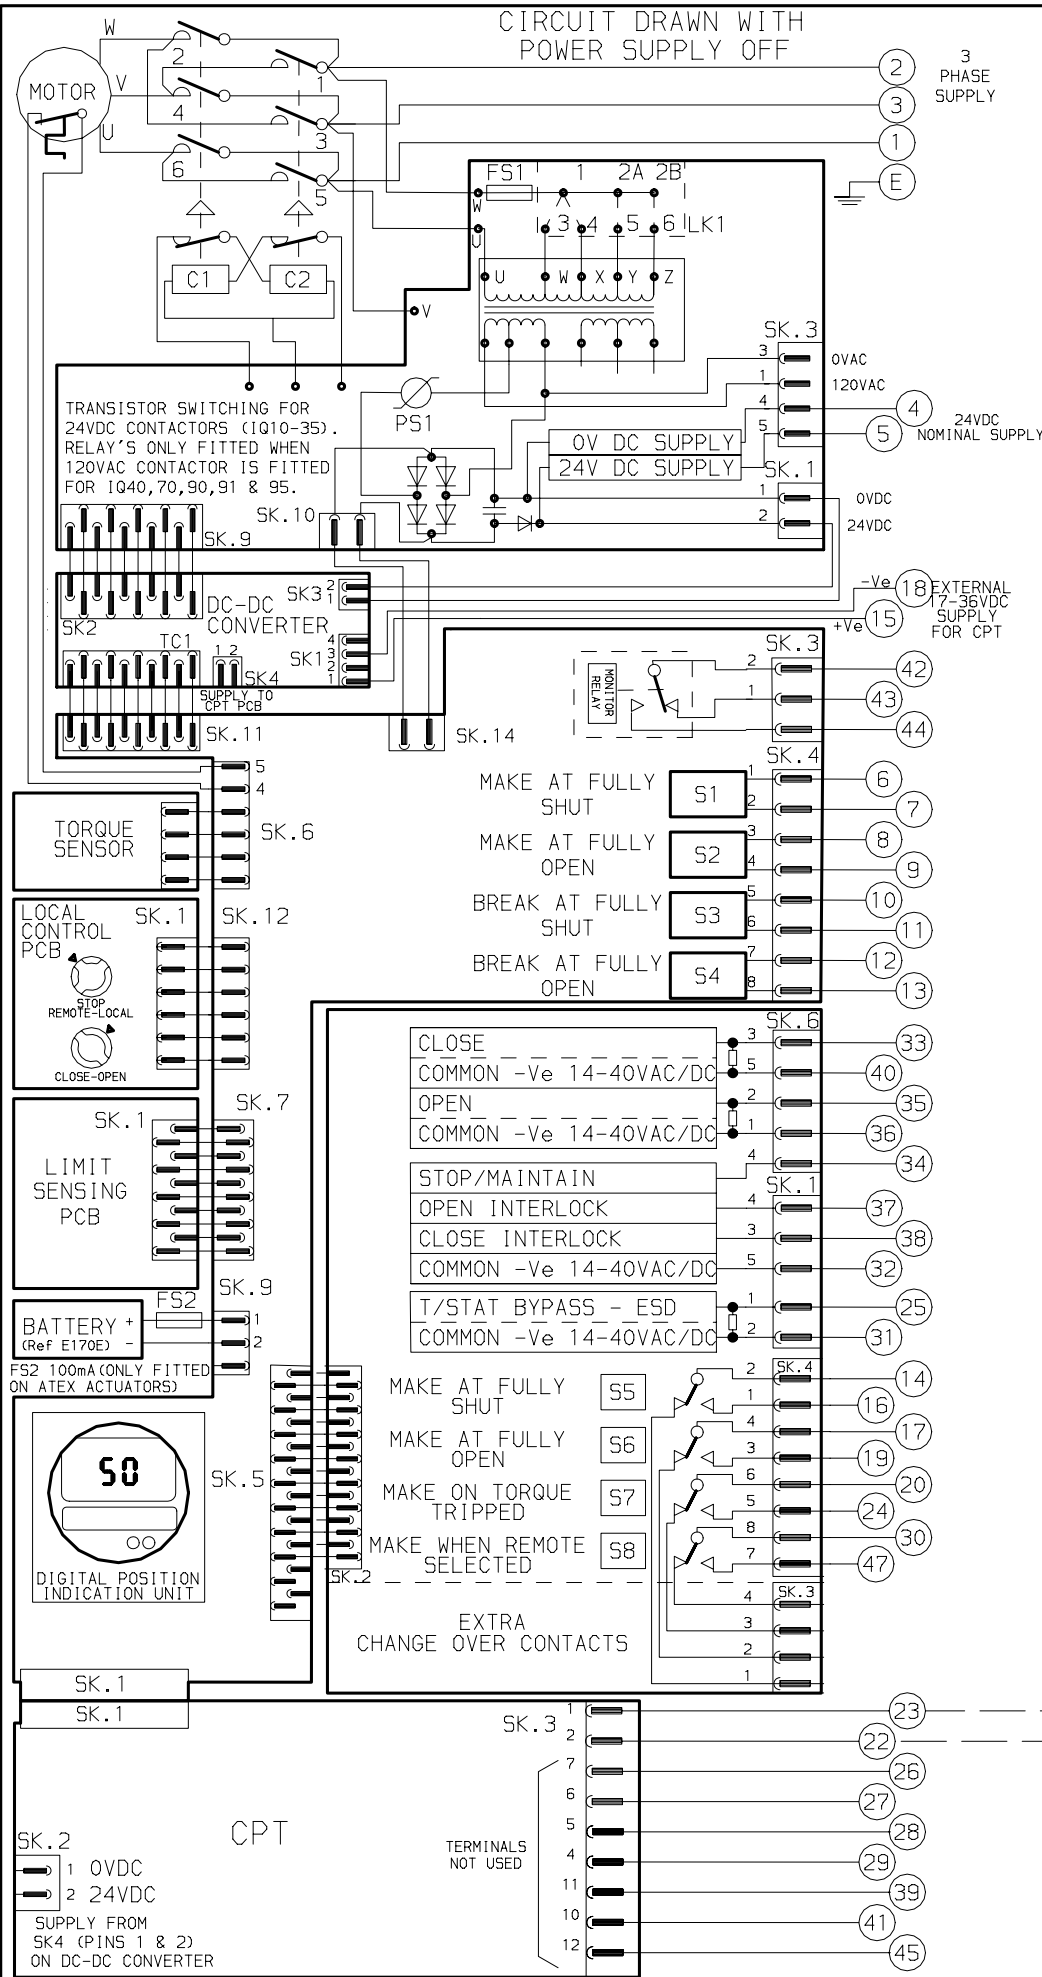 CIRCUIT DRAWN WITH
POWER SUPPLY OFF
W
V
U
MOTOR
2
4
6
1
3
5
2
3
1
E
3
PHASE
SUPPLY
C1
C2
FS1
1
2A
2B
W
U
3
4
5
6
LK1
U
W
X
Y
Z
V
PS1
SK.3
3
0VAC
1
120VAC
4
4
5
5
24VDC
NOMINAL SUPPLY
0V DC SUPPLY
24V DC SUPPLY
SK.1
1
0VDC
2
24VDC
TRANSISTOR SWITCHING FOR
24VDC CONTACTORS (IQ10-35).
RELAY'S ONLY FITTED WHEN
120VAC CONTACTOR IS FITTED
FOR IQ40,70,90,91 & 95.
SK.9
SK.10
SK2
DC-DC
CONVERTER
SK3
2
1
TC1
SK1
4
3
2
1
1 2
SK4
SUPPLY TO
CPT PCB
-Ve
18
+Ve
15
EXTERNAL
17-36VDC
SUPPLY
FOR CPT
SK.11
SK.14
MONITOR
RELAY
SK.3
2
42
1
43
44
SK.4
MAKE AT FULLY
SHUT
S1
1
6
2
7
MAKE AT FULLY
OPEN
S2
3
8
4
9
BREAK AT FULLY
SHUT
S3
5
10
6
11
BREAK AT FULLY
OPEN
S4
7
12
8
13
5
4
SK.6
TORQUE
SENSOR
LOCAL
CONTROL
PCB
SK.1
SK.12
STOP
REMOTE-LOCAL
CLOSE-OPEN
SK.7
SK.1
LIMIT
SENSING
PCB
SK.9
FS2
BATTERY
(Ref E170E)
+
-
1
2
FS2 100mA(ONLY FITTED
ON ATEX ACTUATORS)
50
DIGITAL POSITION
INDICATION UNIT
SK.5
SK.2
SK.6
CLOSE
3
33
COMMON -Ve 14-40VAC/DC
5
40
OPEN
2
35
COMMON -Ve 14-40VAC/DC
1
36
4
34
STOP/MAINTAIN
SK.1
OPEN INTERLOCK
4
37
CLOSE INTERLOCK
3
38
COMMON -Ve 14-40VAC/DC
5
32
T/STAT BYPASS - ESD
1
25
COMMON -Ve 14-40VAC/DC
2
31
SK.4
MAKE AT FULLY
SHUT
S5
2
14
1
16
MAKE AT FULLY
OPEN
S6
4
17
3
19
MAKE ON TORQUE
TRIPPED
S7
6
20
5
24
MAKE WHEN REMOTE
SELECTED
S8
8
30
7
47
EXTRA
CHANGE OVER CONTACTS
SK.3
4
3
2
1
SK.1
SK.1
SK.3
1
23
2
22
7
26
6
27
5
28
4
29
11
39
10
41
12
45
TERMINALS
NOT USED
CPT
SK.2
1 0VDC
2 24VDC
SUPPLY FROM
SK4 (PINS 1 & 2)
ON DC-DC CONVERTER